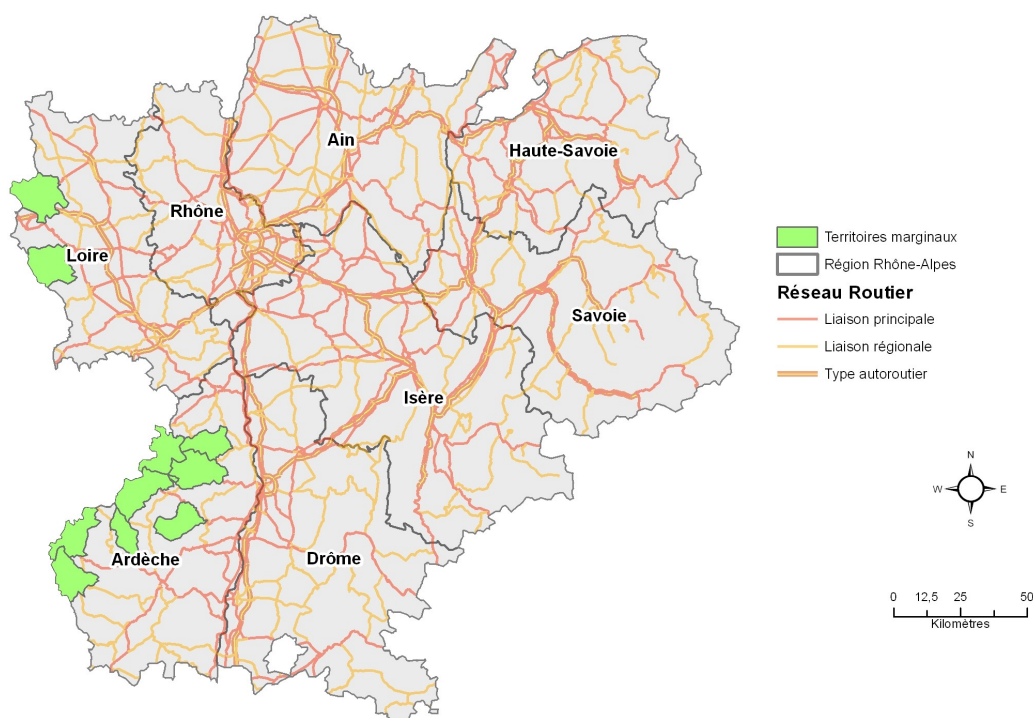 Ain
Haute-Savoie
Rhône
Loire
Savoie
Isère
Ardèche
Drôme
Territoires marginaux
Région Rhône-Alpes
Réseau Routier
Liaison principale
Liaison régionale
Type autoroutier
N
W E
S
0 12,5 25 50
Kilomètres